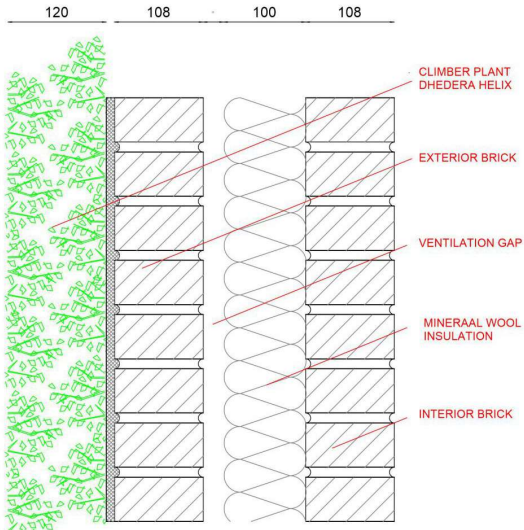 120 108 100 108
CLIMBER PLANT
DHEDERA HELIX
EXTERIOR BRICK
VENTILATION GAP
MINERAAL WOOL
INSULATION
INTERIOR BRICK